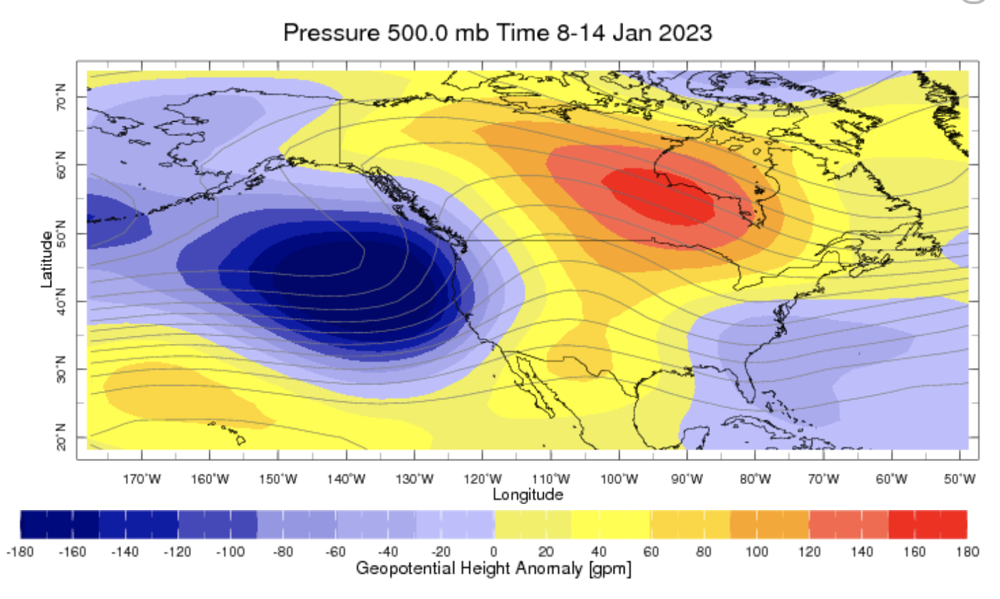 Pressure 500.0 mb Time 8-14 Jan 2023
70°N
60°N
50°N
40°N
30°N
20°N
Latitude
170°W 160°W 150°W 140°W 130°W 120°W 110°W 100°W 90°W 80°W 70°W 60°W 50°W
Longitude
-180 -160 -140 -120 -100 -80 -60 -40 -20 0 20 40 60 80 100 120 140 160 180
Geopotential Height Anomaly [gpm]